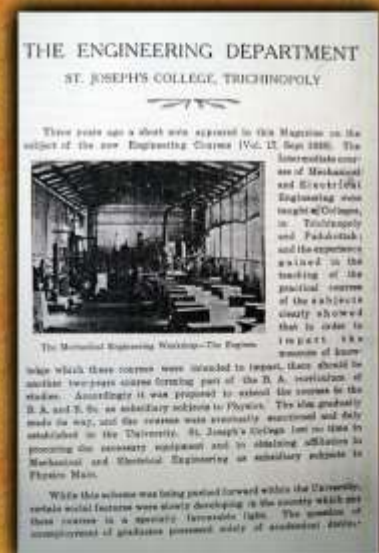 THE ENGINEERING DEPARTMENT
ST. JOSEPH'S COLLEGE, TRICHINOPOLY
Three years ago a short note appeared in this Magazine on the
subject of the new Engineering Courses (Vol. 17, Sept
The
Intermediate cour-
ses of Mechanical
and Electrical
Engineering were
taught Colleges,
in Trichinopoly
and Pudukottah;
and the experience
gained in the
teaching of the
practical courses
of the subjects
clearly showed
that in order to
impart the
measure of know-
The Mechanical Engineering Workshop—The Engines
ledge which these courses were intended to impart, there should be
another two-years course forming part of the B. A. curriculum of
studies. Accordingly it was proposed to extend the courses to the
B. A. and B. Sc. as subsidiary subjects to Physics. The idea gradually
made its way, and the courses were eventually sanctioned and duly
established in the University. St. Joseph's College lost no time in
procuring the necessary equipment and in obtaining affiliation in
Mechanical and Electrical Engineering as subsidiary subjects to
Physics Main.
While this scheme was being pushed forward within the University,
certain social features were slowly developing in the country which put
these courses in a specially favourable light. The question of
unemployment of graduates possessed solely of academical